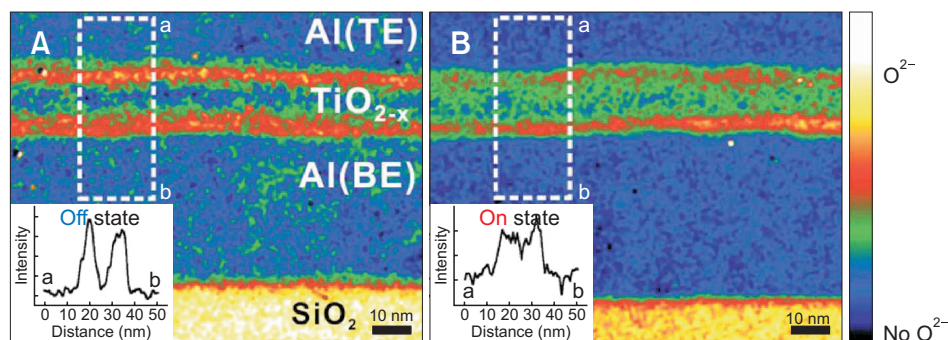 A
a
Al(TE)
TiO2-x
Al(BE)
b
Off state
Intensity
a
b
0 10 20 30 40 50
Distance (nm)
SiO2
10 nm
B
a
b
On state
Intensity
a
b
0 10 20 30 40 50
Distance (nm)
10 nm
O2−
No O2−